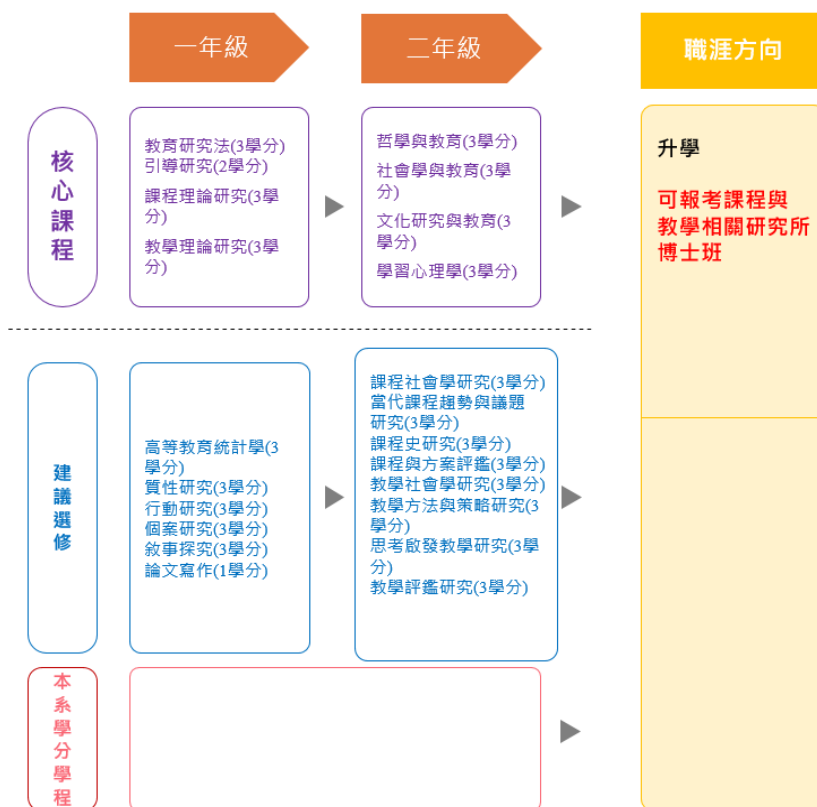 一年級
二年級
職涯方向
核心課程
教育研究法(3學分)
引導研究(2學分)
課程理論研究(3學
分)
教學理論研究(3學
分)
哲學與教育(3學分)
社會學與教育(3學
分)
文化研究與教育(3
學分)
學習心理學(3學分)
升學
可報考課程與
教學相關研究所
博士班
建議選修
高等教育統計學(3
學分)
質性研究(3學分)
行動研究(3學分)
個案研究(3學分)
敘事探究(3學分)
論文寫作(1學分)
課程社會學研究(3學分)
當代課程趨勢與議題
研究(3學分)
課程史研究(3學分)
課程與方案評鑑(3學分)
教學社會學研究(3學分)
教學方法與策略研究(3
學分)
思考啟發教學研究(3學
分)
教學評鑑研究(3學分)
本系學分學程